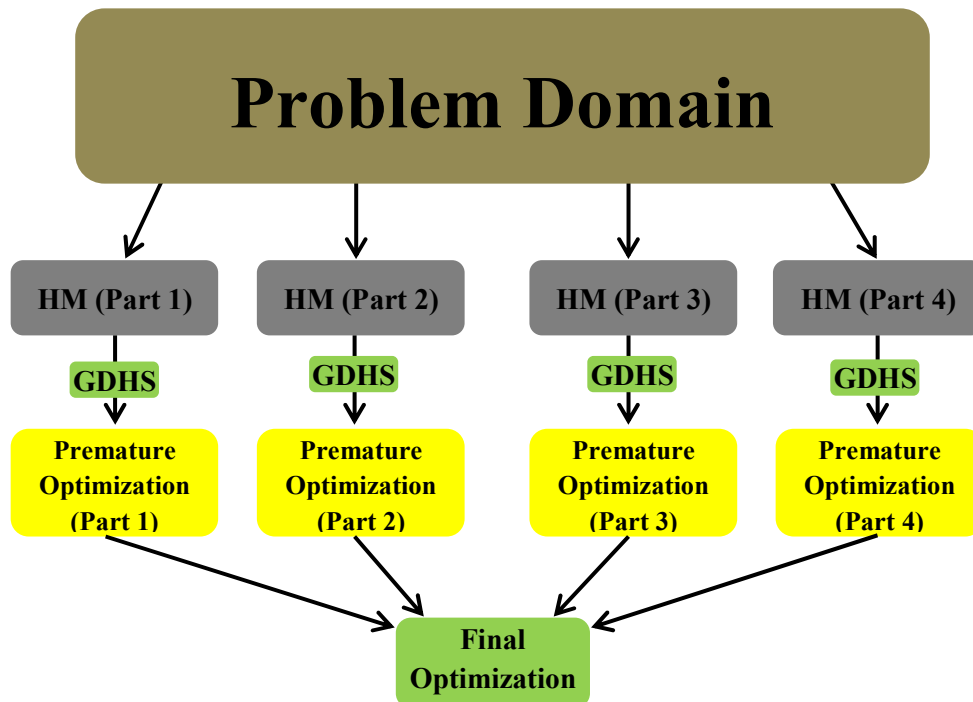 Problem Domain
HM (Part 1)
HM (Part 2)
HM (Part 3)
HM (Part 4)
GDHS
GDHS
GDHS
GDHS
Premature
Optimization
(Part 1)
Premature
Optimization
(Part 2)
Premature
Optimization
(Part 3)
Premature
Optimization
(Part 4)
Final
Optimization